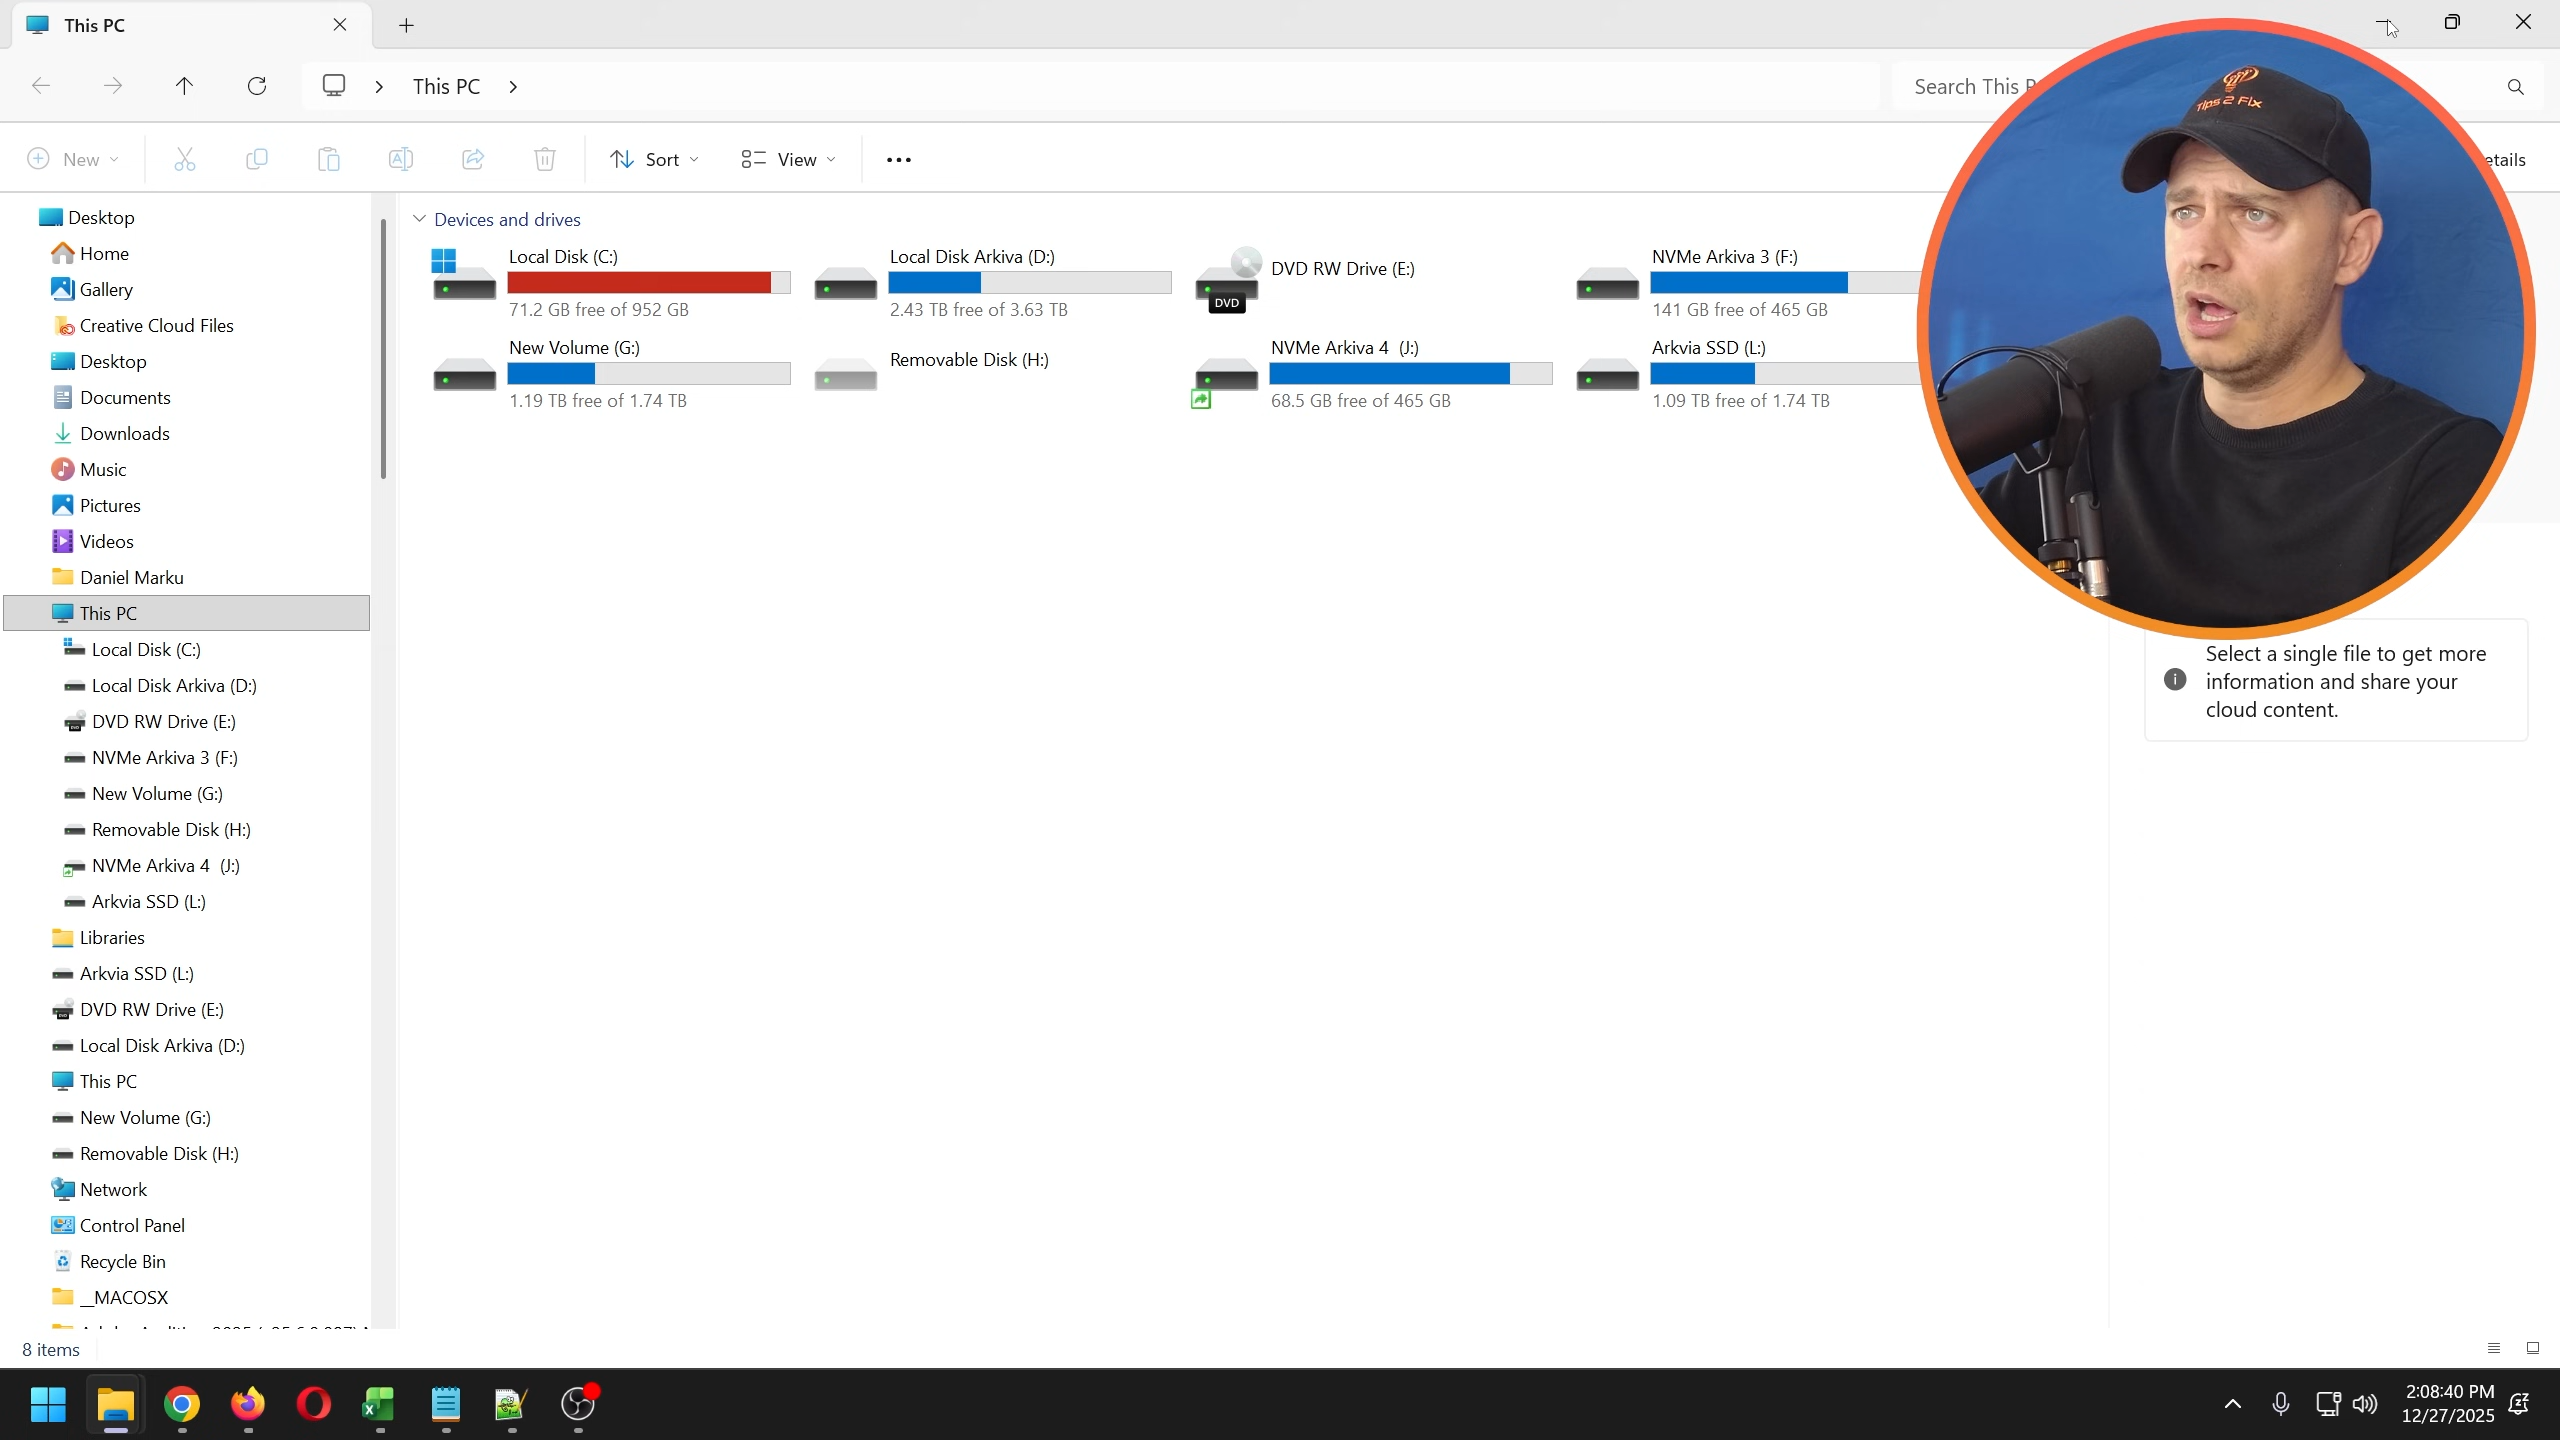 This PC
This PC
Search This P
New
Sort
View
etails
Tips 2 Fix
Desktop
Home
Gallery
Creative Cloud Files
Desktop
Documents
Downloads
Music
Pictures
Videos
Daniel Marku
This PC
Local Disk (C:)
Local Disk Arkiva (D:)
DVD RW Drive (E:)
NVMe Arkiva 3 (F:)
New Volume (G:)
Removable Disk (H:)
NVMe Arkiva 4 (J:)
Arkvia SSD (L:)
Libraries
Arkvia SSD (L:)
DVD RW Drive (E:)
Local Disk Arkiva (D:)
This PC
New Volume (G:)
Removable Disk (H:)
Network
Control Panel
Recycle Bin
__MACOSX
Devices and drives
Local Disk (C:)
71.2 GB free of 952 GB
Local Disk Arkiva (D:)
2.43 TB free of 3.63 TB
DVD RW Drive (E:)
DVD
NVMe Arkiva 3 (F:)
141 GB free of 465 GB
New Volume (G:)
1.19 TB free of 1.74 TB
Removable Disk (H:)
NVMe Arkiva 4 (J:)
68.5 GB free of 465 GB
Arkvia SSD (L:)
1.09 TB free of 1.74 TB
Select a single file to get more
information and share your
cloud content.
8 items
2:08:40 PM
12/27/2025